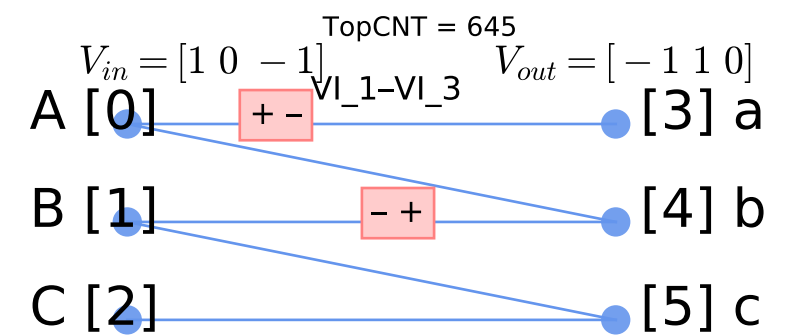 TopCNT = 645
V_in = [1 0 − 1] V_out = [− 1 1 0]
VI_1–VI_3
A [0] + – [3] a
B [1] – + [4] b
C [2] [5] c